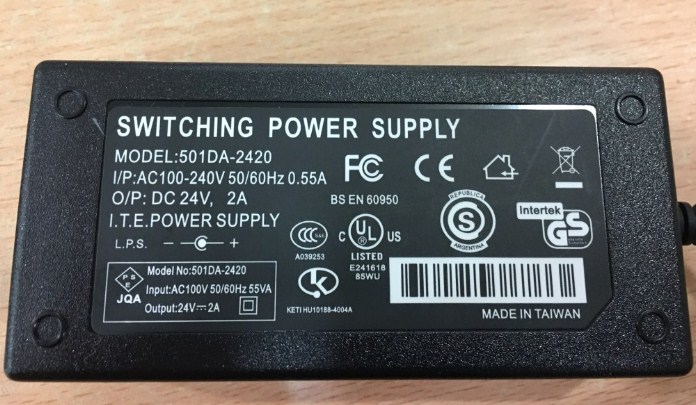 SWITCHING POWER SUPPLY
MODEL:501DA-2420
I/P:AC100-240V 50/60Hz 0.55A
O/P: DC 24V, 2A
I.T.E.POWER SUPPLY
L.P.S. - +
FC CE
BS EN 60950
REPUBLICA
S
ARGENTINA
Intertek
GS
CCC
A039253
C UL US
LISTED
E241618
85WU
K
KETI HU10188-4004A
P S E
JQA
Model No:501DA-2420
Input:AC100V 50/60Hz 55VA
Output:24V⎓2A
MADE IN TAIWAN